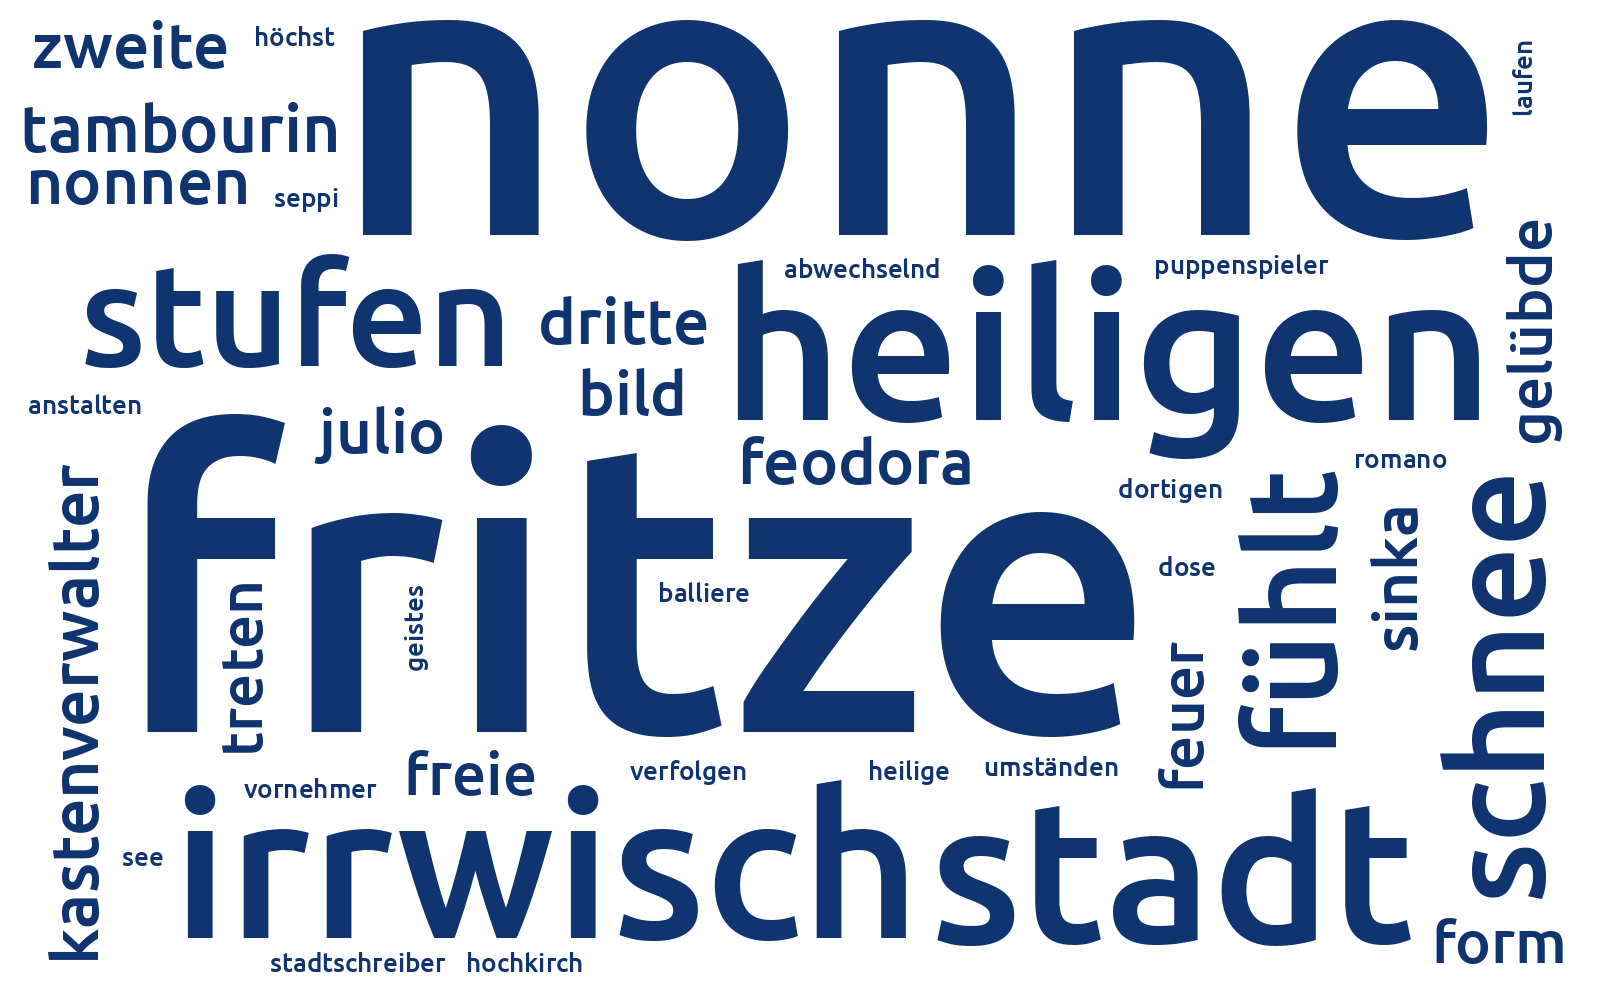 zweite
höchst
nonne
laufen
tambourin
nonnen
seppi
stufen
abwechselnd
puppenspieler
gelübde
dritte
heiligen
bild
anstalten
julio
feodora
romano
dortigen
fritze
fühlt
sinka
schnee
kastenverwalter
treten
geistes
balliere
dose
feuer
freie
vornehmer
verfolgen
heilige
umständen
see
irrwisch
stadt
form
stadtschreiber
hochkirch